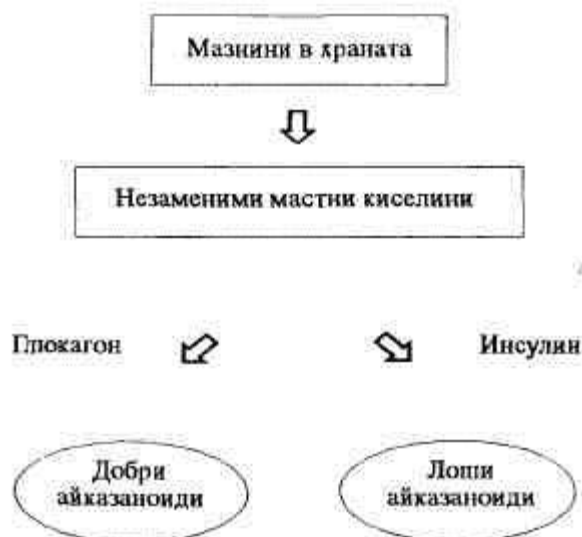 Мазнини в храната
Незаменими мастни киселини
Глюкагон
Инсулин
Добри
айказаноиди
Лоши
айказаноиди